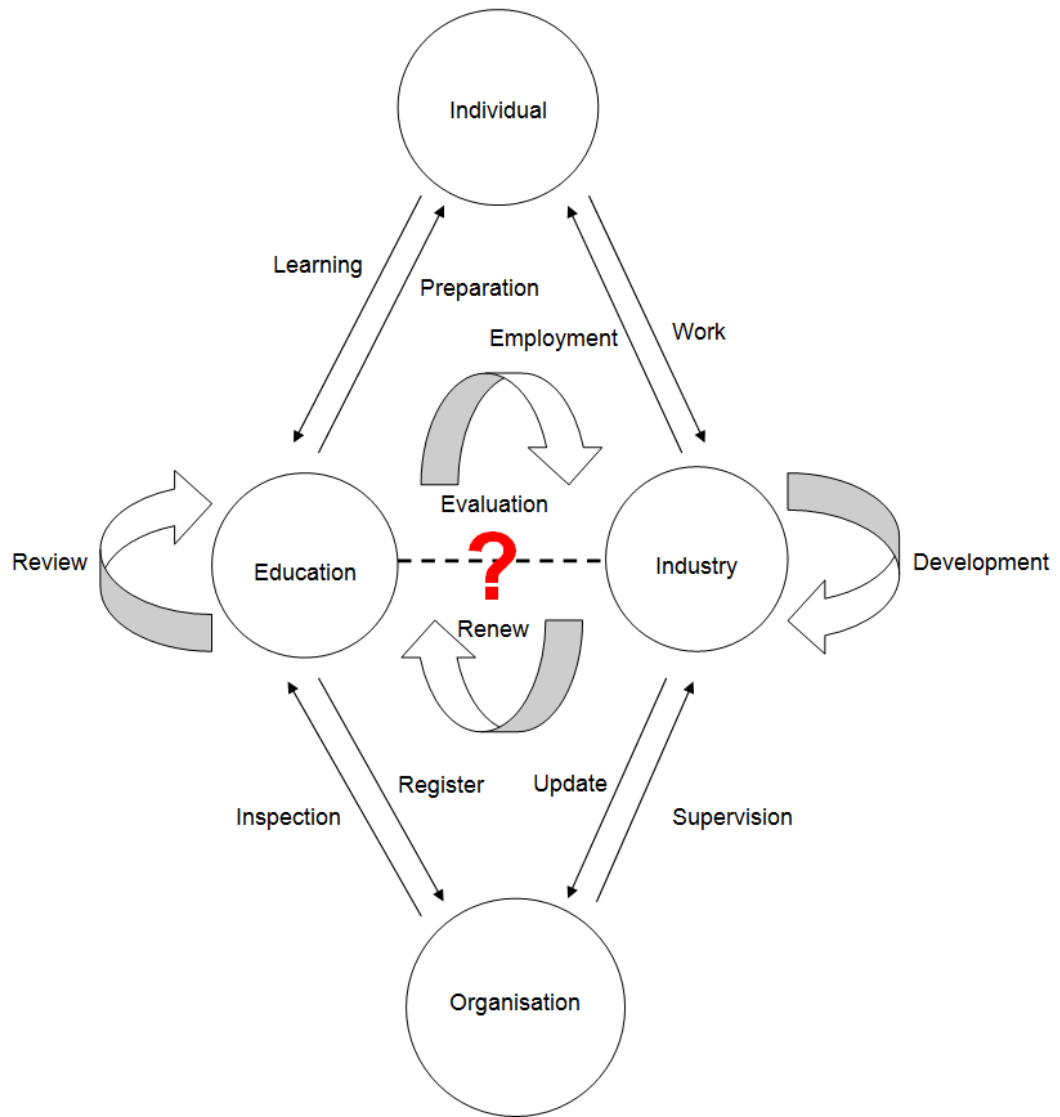 Individual
Learning
Preparation
Employment
Work
Evaluation
Review
Education
?
Industry
Development
Renew
Inspection
Register
Update
Supervision
Organisation